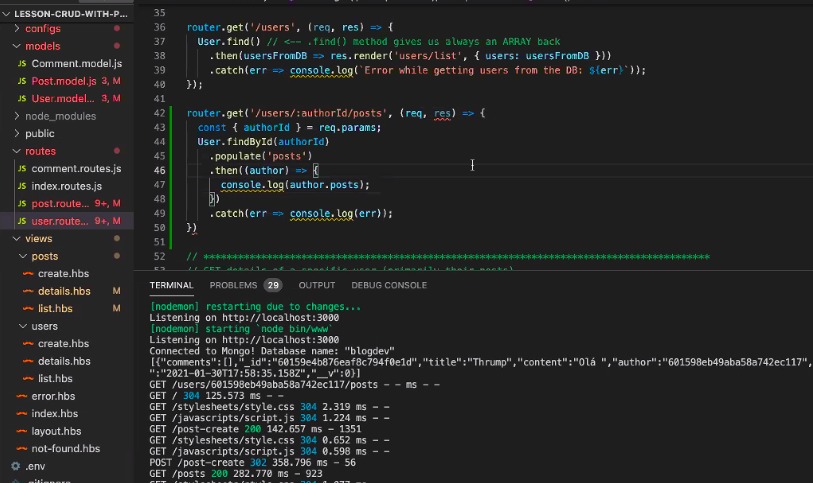 LESSON-CRUD-WITH-P...
configs
models
JS Comment.model.js
JS Post.model.js 3, M
JS User.model... 3, M
node_modules
public
routes
JS comment.routes.js
JS index.routes.js
JS post.route... 9+, M
JS user.route... 9+, M
views
posts
create.hbs
details.hbs M
list.hbs M
users
create.hbs
details.hbs
list.hbs
error.hbs
index.hbs
layout.hbs
not-found.hbs
.env
35
36 router.get('/users', (req, res) => {
37 User.find() // <-- .find() method gives us always an ARRAY back
38 .then(usersFromDB => res.render('users/list', { users: usersFromDB }))
39 .catch(err => console.log(`Error while getting users from the DB: ${err}`));
40 });
41
42 router.get('/users/:authorId/posts', (req, res) => {
43 const { authorId } = req.params;
44 User.findById(authorId)
45 .populate('posts')
46 .then((author) => {
47 console.log(author.posts);
48 })
49 .catch(err => console.log(err));
50 })
51
52 // ****************************************************************************************
53 // GET details of a specific user (primarily their posts)
TERMINAL PROBLEMS 29 OUTPUT DEBUG CONSOLE
[nodemon] restarting due to changes...
Listening on http://localhost:3000
[nodemon] starting `node bin/www`
Listening on http://localhost:3000
Connected to Mongo! Database name: "blogdev"
[{"comments":[],"_id":"60159e4b876eaf8c794f0e1d","title":"Thrump","content":"Olá ","author":"601598eb49aba58a742ec117",
":"2021-01-30T17:58:35.158Z","__v":0}]
GET /users/601598eb49aba58a742ec117/posts - - ms - -
GET / 304 125.573 ms - -
GET /stylesheets/style.css 304 2.319 ms - -
GET /javascripts/script.js 304 1.224 ms - -
GET /post-create 200 142.657 ms - 1351
GET /stylesheets/style.css 304 0.652 ms - -
GET /javascripts/script.js 304 0.598 ms - -
POST /post-create 302 358.796 ms - 56
GET /posts 200 282.770 ms - 923